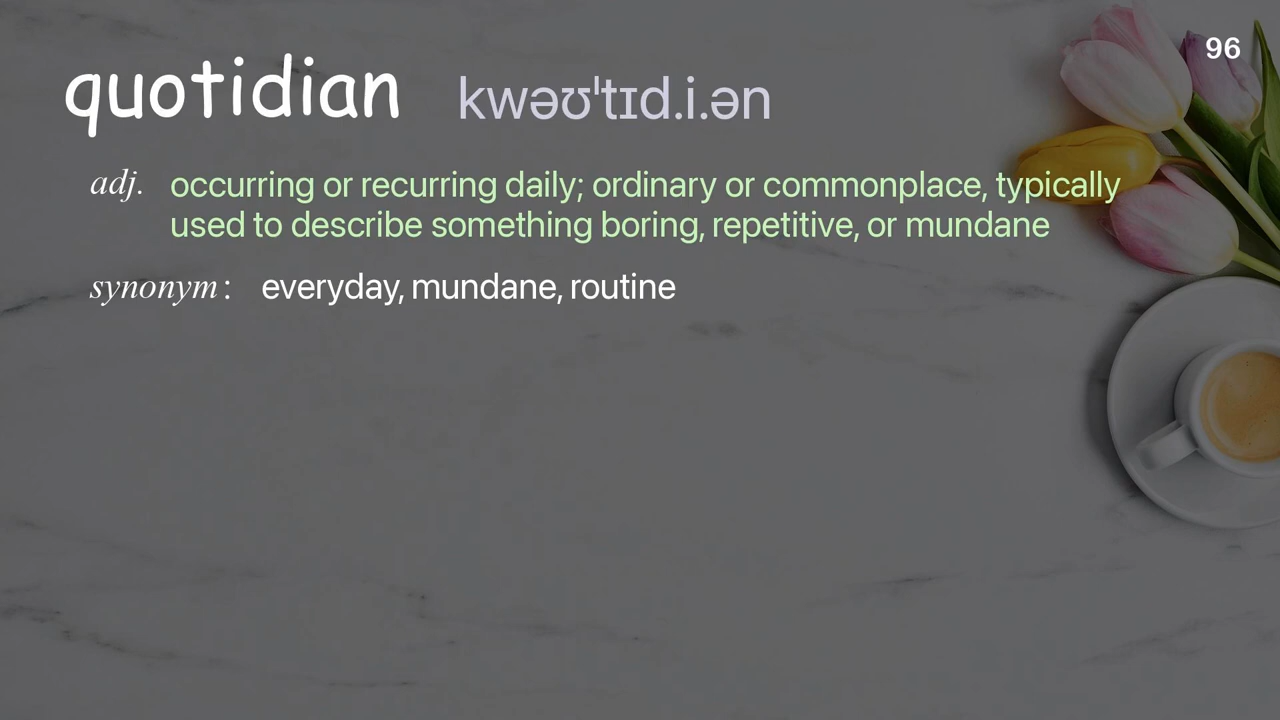 96
quotidian kwəʊˈtɪd.i.ən
adj. occurring or recurring daily; ordinary or commonplace, typically
used to describe something boring, repetitive, or mundane
synonym: everyday, mundane, routine